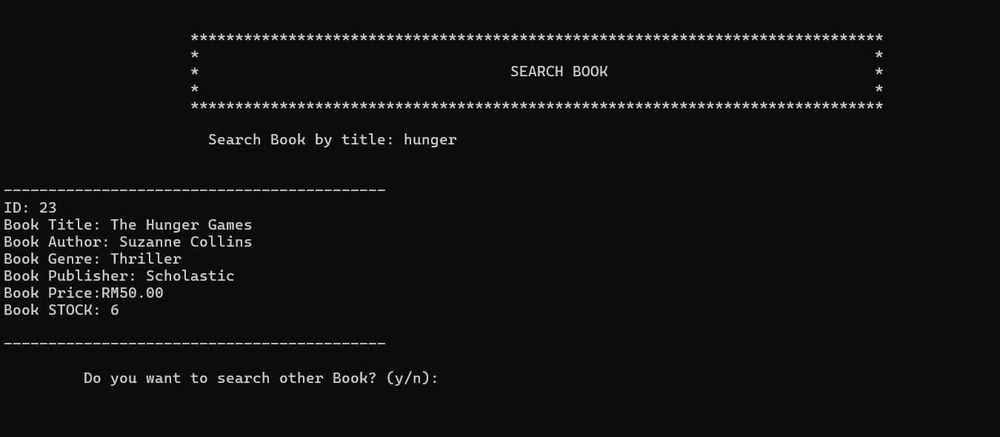 ******************************************************************************
* *
* SEARCH BOOK *
* *
******************************************************************************
Search Book by title: hunger
-------------------------------------------
ID: 23
Book Title: The Hunger Games
Book Author: Suzanne Collins
Book Genre: Thriller
Book Publisher: Scholastic
Book Price:RM50.00
Book STOCK: 6
-------------------------------------------
Do you want to search other Book? (y/n):